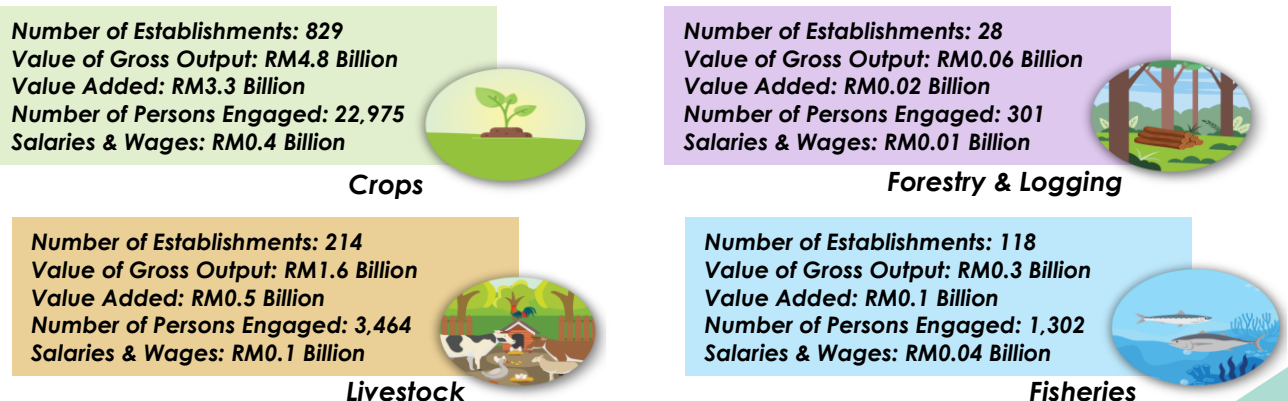 Number of Establishments: 829
Value of Gross Output: RM4.8 Billion
Value Added: RM3.3 Billion
Number of Persons Engaged: 22,975
Salaries & Wages: RM0.4 Billion
Crops
Number of Establishments: 28
Value of Gross Output: RM0.06 Billion
Value Added: RM0.02 Billion
Number of Persons Engaged: 301
Salaries & Wages: RM0.01 Billion
Forestry & Logging
Number of Establishments: 214
Value of Gross Output: RM1.6 Billion
Value Added: RM0.5 Billion
Number of Persons Engaged: 3,464
Salaries & Wages: RM0.1 Billion
Livestock
Number of Establishments: 118
Value of Gross Output: RM0.3 Billion
Value Added: RM0.1 Billion
Number of Persons Engaged: 1,302
Salaries & Wages: RM0.04 Billion
Fisheries